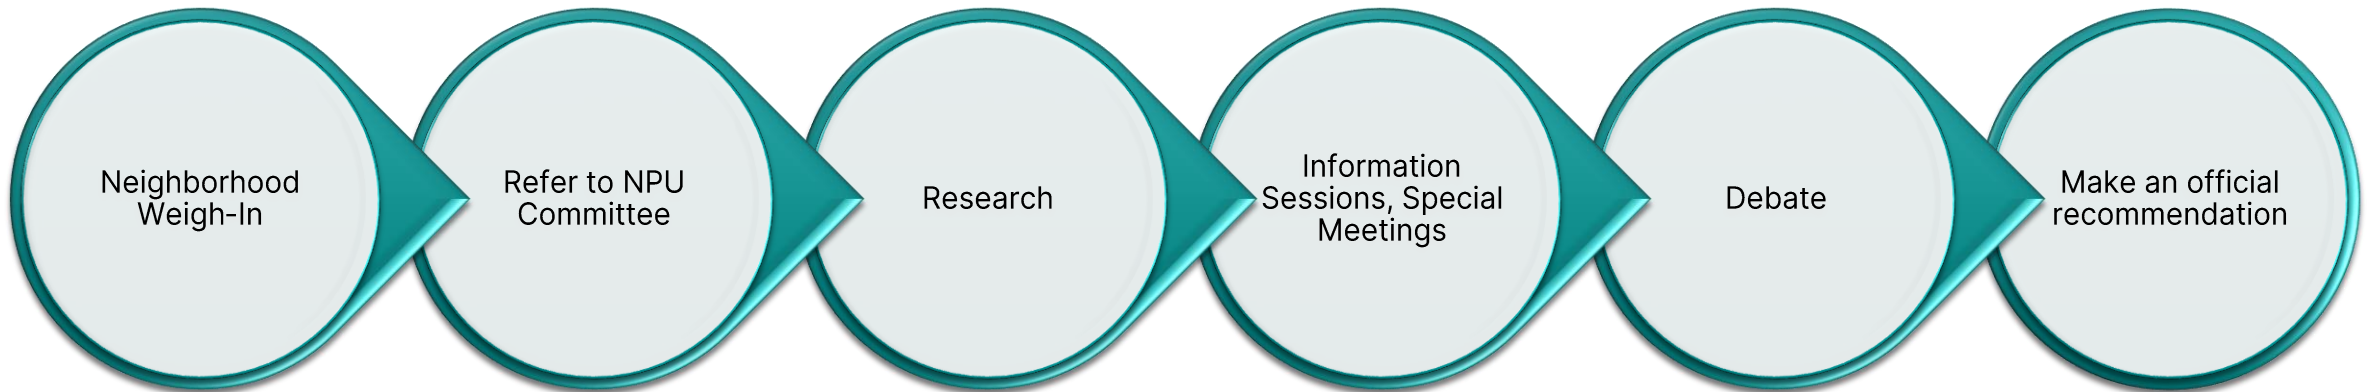 Neighborhood
Weigh-In
Refer to NPU
Committee
Research
Information
Sessions, Special
Meetings
Debate
Make an official
recommendation